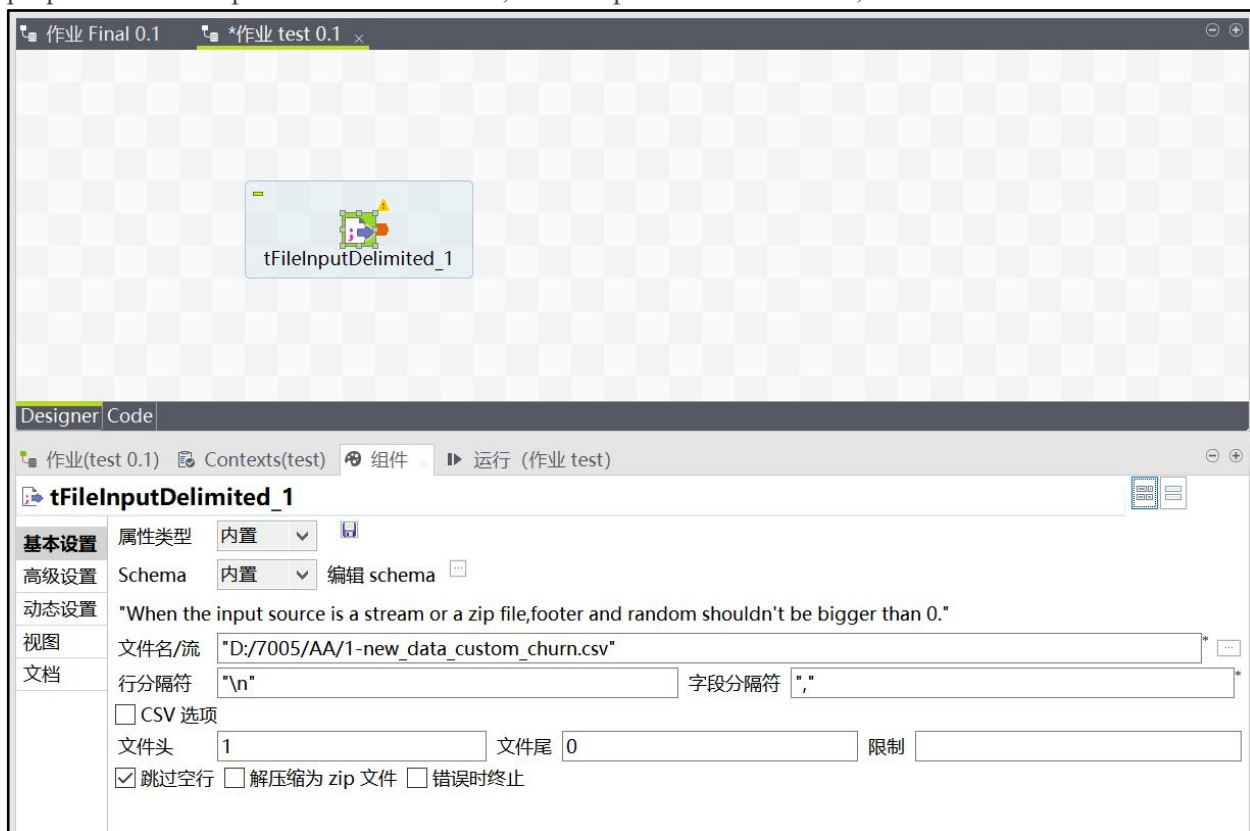 作业 Final 0.1 *作业 test 0.1
tFileInputDelimited_1
Designer Code
作业(test 0.1) Contexts(test) 组件 运行 (作业 test)
tFileInputDelimited_1
基本设置 属性类型 内置
高级设置 Schema 内置 编辑 schema ...
动态设置 "When the input source is a stream or a zip file,footer and random shouldn't be bigger than 0."
视图 文件名/流 "D:/7005/AA/1-new_data_custom_churn.csv" * ...
文档 行分隔符 "\n" 字段分隔符 "," *
CSV 选项
文件头 1 文件尾 0 限制
跳过空行 解压缩为 zip 文件 错误时终止